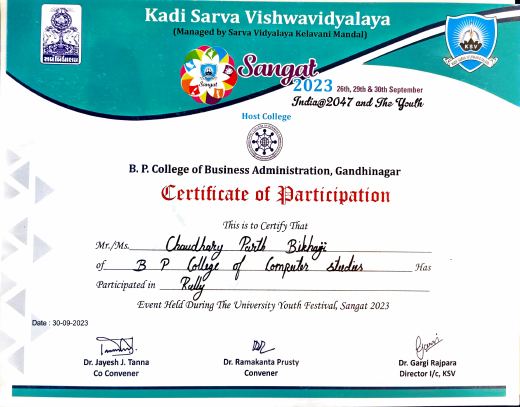 Kadi Sarva Vishwavidyalaya
(Managed by Sarva Vidyalaya Kelavani Mandal)
KSV
Sangat
Sangat
2023 26th, 29th & 30th September
India@2047 and The Youth
Host College
B. P. College of Business Administration, Gandhinagar
Certificate of Participation
This is to Certify That
Mr./Ms. Chaudhary Parth Bikhaji
of B P College of Computer studies Has
Participated in Rally
Event Held During The University Youth Festival, Sangat 2023
Date : 30-09-2023
Dr. Jayesh J. Tanna Dr. Ramakanta Prusty Dr. Gargi Rajpara
Co Convener Convener Director I/c, KSV